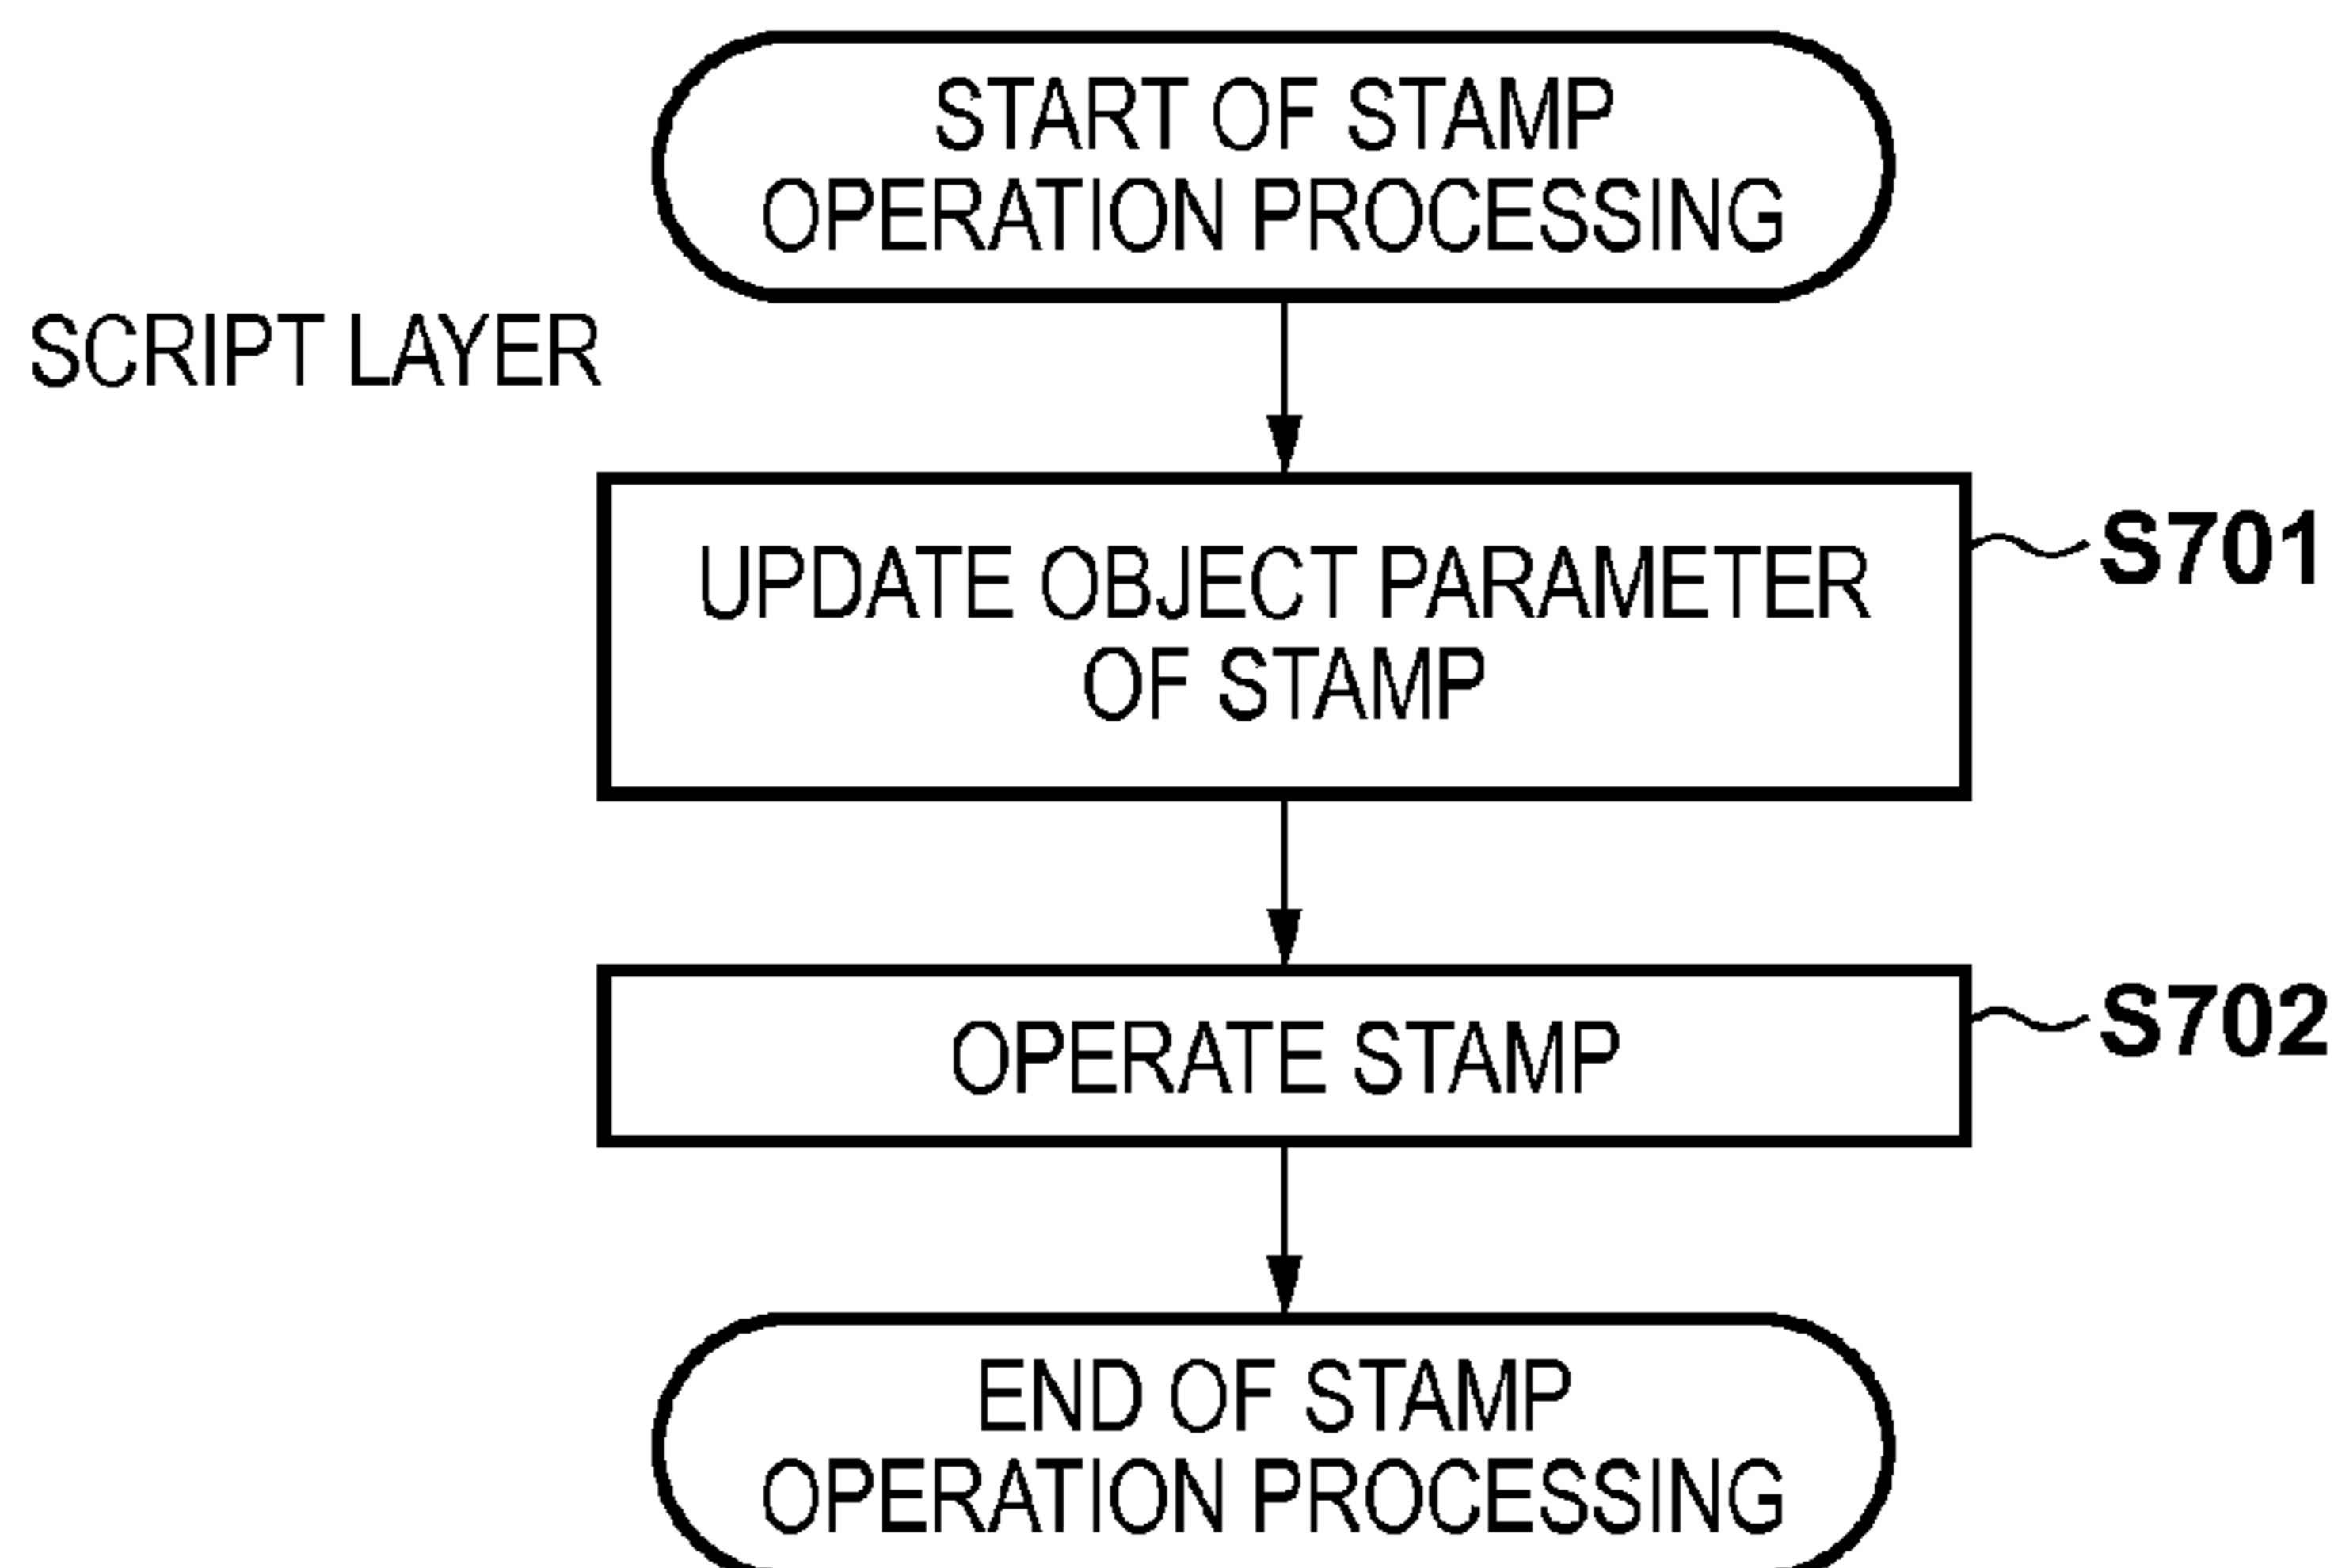 START OF STAMP
OPERATION PROCESSING
SCRIPT LAYER
UPDATE OBJECT PARAMETER
OF STAMP
S701
OPERATE STAMP
S702
END OF STAMP
OPERATION PROCESSING